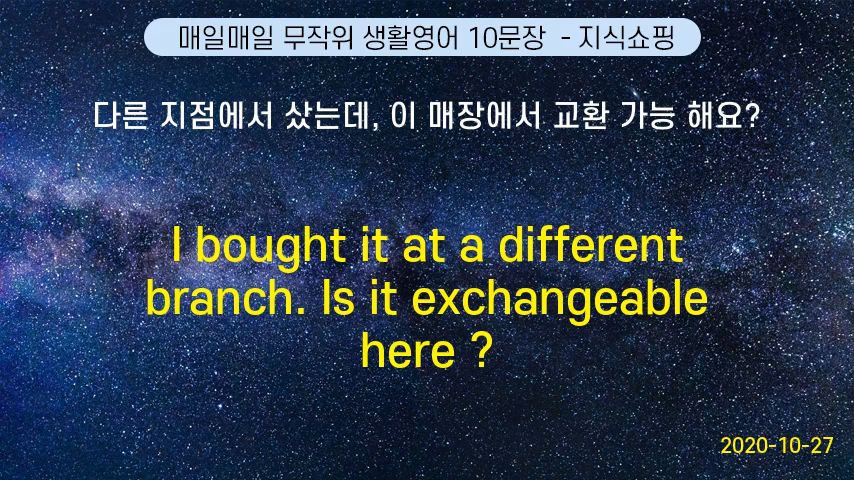 매일매일 무작위 생활영어 10문장 - 지식쇼핑
다른 지점에서 샀는데, 이 매장에서 교환 가능 해요?
I bought it at a different
branch. Is it exchangeable
here ?
2020-10-27